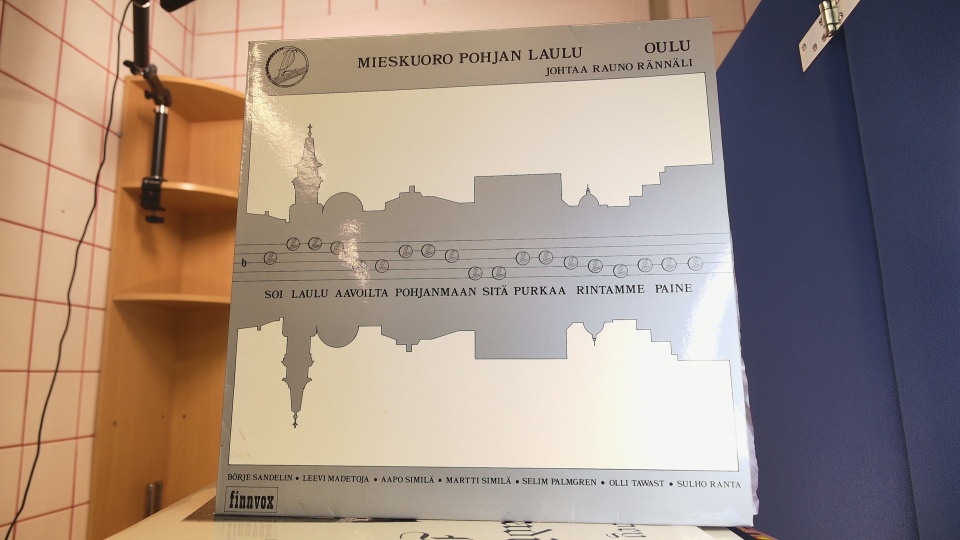 MIESKUORO POHJAN LAULU OULU
JOHTAA RAUNO RÄNNÄLI
SOI LAULU AAVOILTA POHJANMAAN SITÄ PURKAA RINTAMME PAINE
BÖRJE SANDELIN • LEEVI MADETOJA • AAPO SIMILÄ • MARTTI SIMILÄ • SELIM PALMGREN • OLLI TAWAST • SULHO RANTA
finnvox